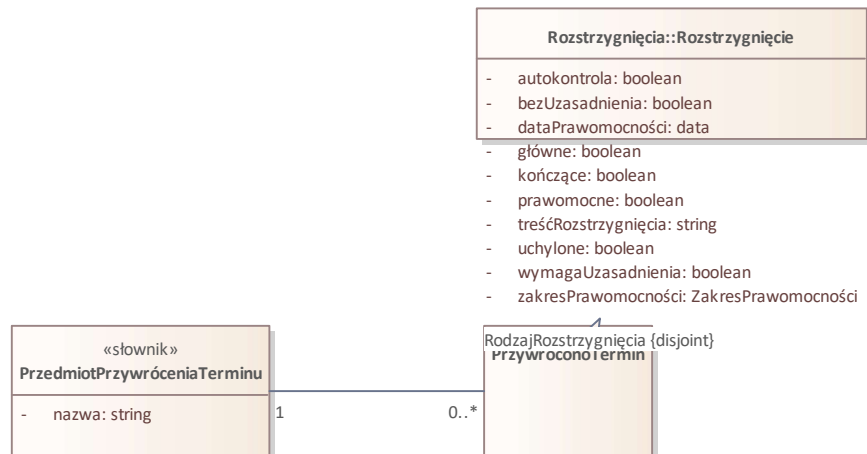 Rozstrzygnięcia::Rozstrzygnięcie
- autokontrola: boolean
- bezUzasadnienia: boolean
- dataPrawomocności: data
- główne: boolean
- kończące: boolean
- prawomocne: boolean
- treśćRozstrzygnięcia: string
- uchylone: boolean
- wymagaUzasadnienia: boolean
- zakresPrawomocności: ZakresPrawomocności
RodzajRozstrzygnięcia {disjoint}
PrzywróconoTermin
«słownik»
PrzedmiotPrzywróceniaTerminu
- nazwa: string
1
0..*